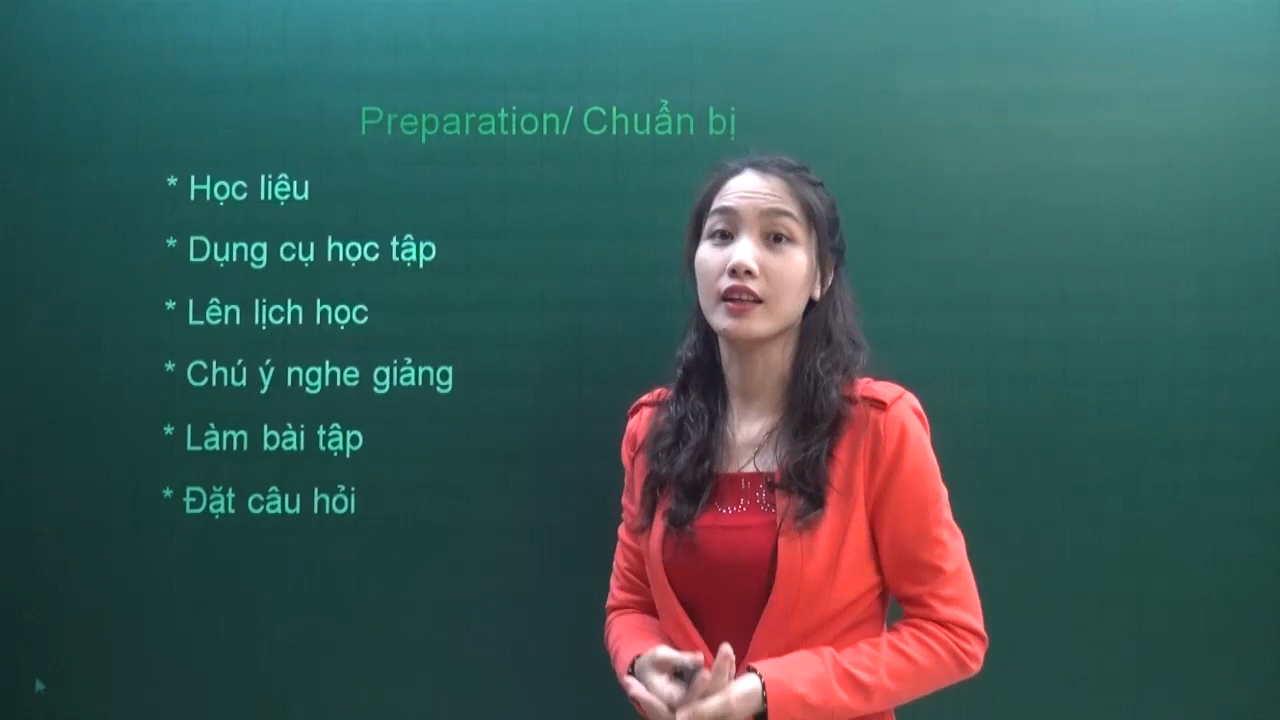 Preparation/ Chuẩn bị
* Học liệu
* Dụng cụ học tập
* Lên lịch học
* Chú ý nghe giảng
* Làm bài tập
* Đặt câu hỏi